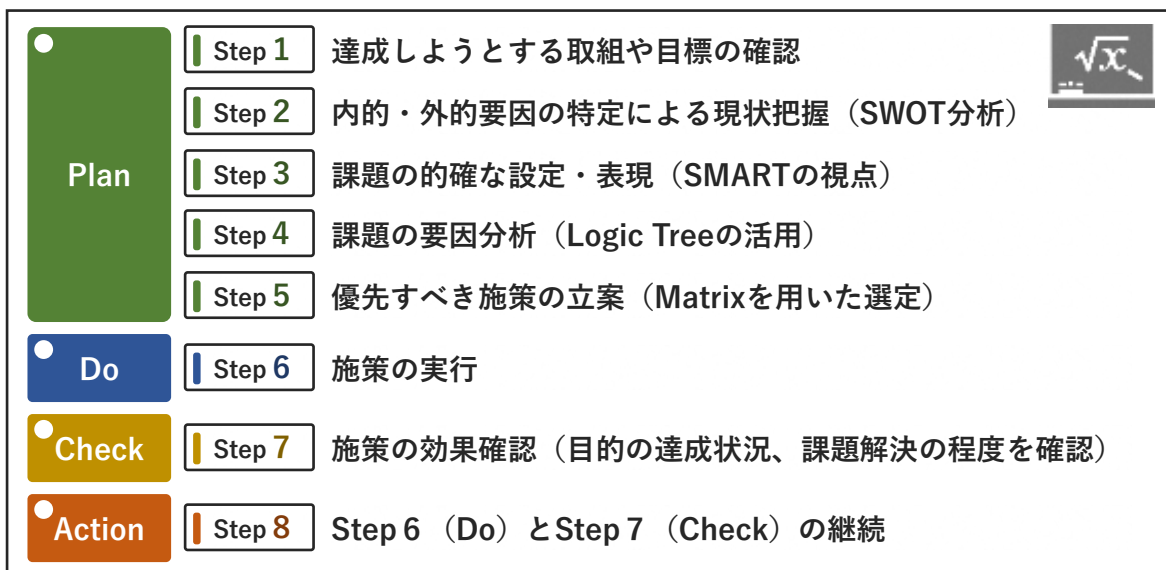 Plan
Step 1 達成しようとする取組や目標の確認
Step 2 内的・外的要因の特定による現状把握（SWOT分析）
Step 3 課題の的確な設定・表現（SMARTの視点）
Step 4 課題の要因分析（Logic Treeの活用）
Step 5 優先すべき施策の立案（Matrixを用いた選定）
Do
Step 6 施策の実行
Check
Step 7 施策の効果確認（目的の達成状況、課題解決の程度を確認）
Action
Step 8 Step６（Do）とStep７（Check）の継続
√x